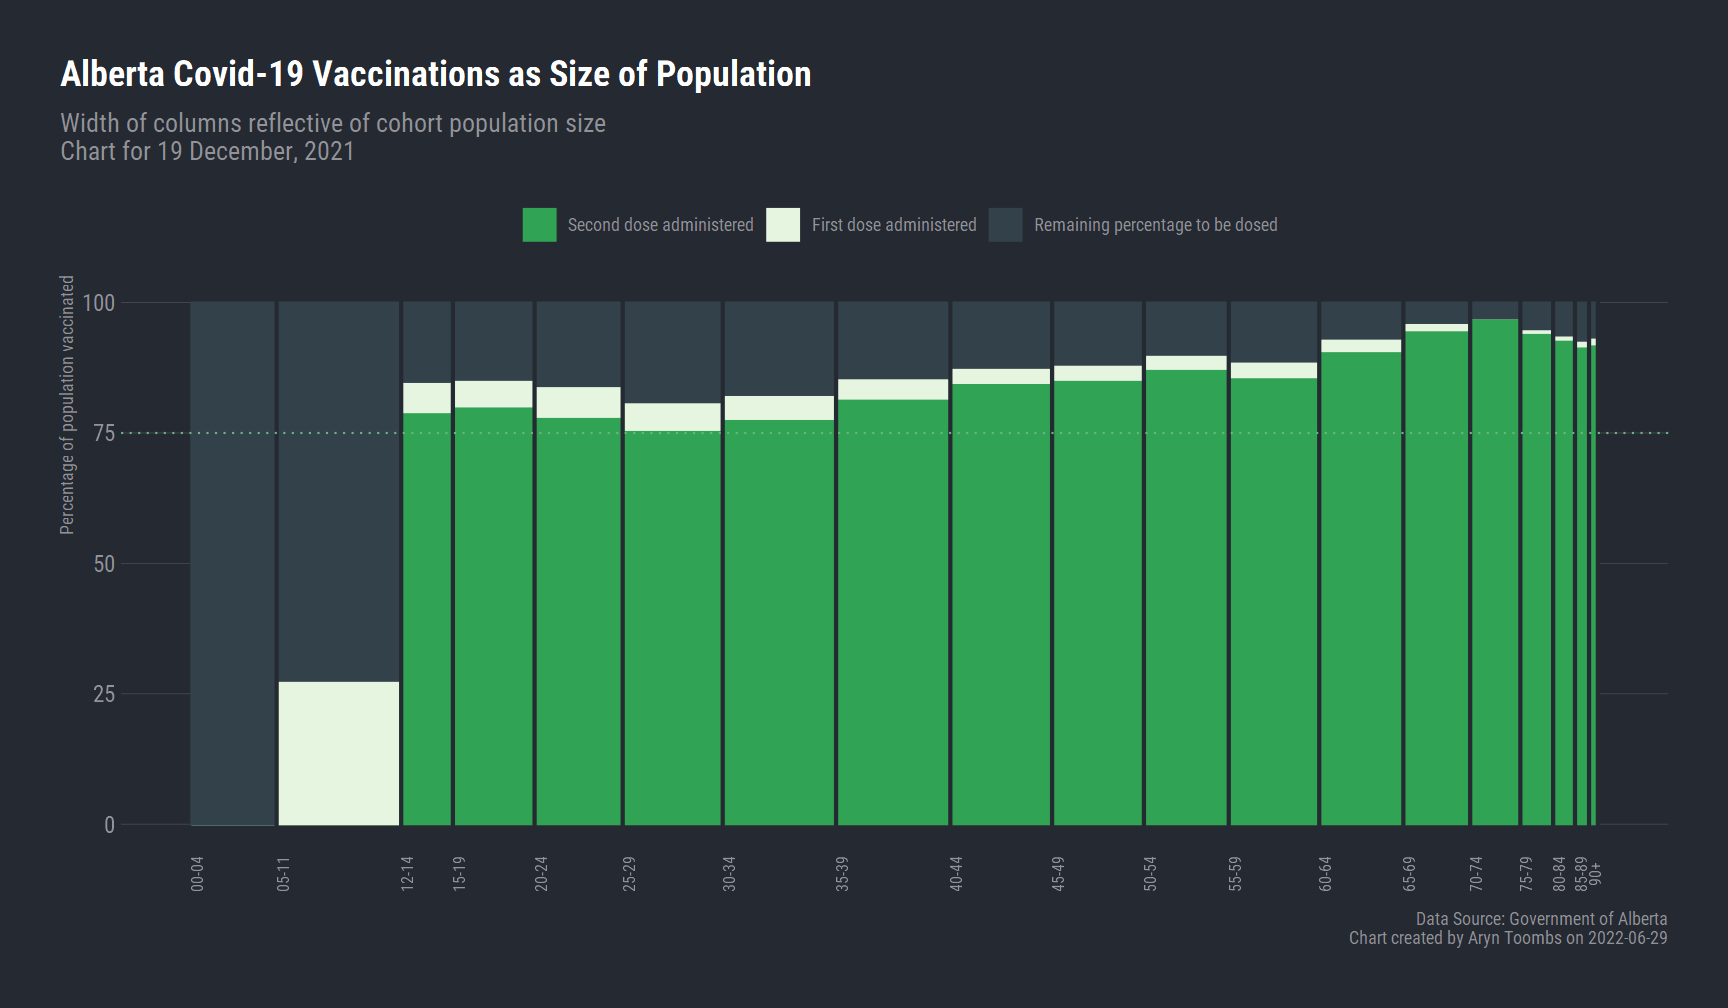 Alberta Covid-19 Vaccinations as Size of Population
Width of columns reflective of cohort population size
Chart for 19 December, 2021
Second dose administered
First dose administered
Remaining percentage to be dosed
Percentage of population vaccinated
100
75
50
25
0
00-04
05-11
12-14
15-19
20-24
25-29
30-34
35-39
40-44
45-49
50-54
55-59
60-64
65-69
70-74
75-79
80-84
85-89
90+
Data Source: Government of Alberta
Chart created by Aryn Toombs on 2022-06-29